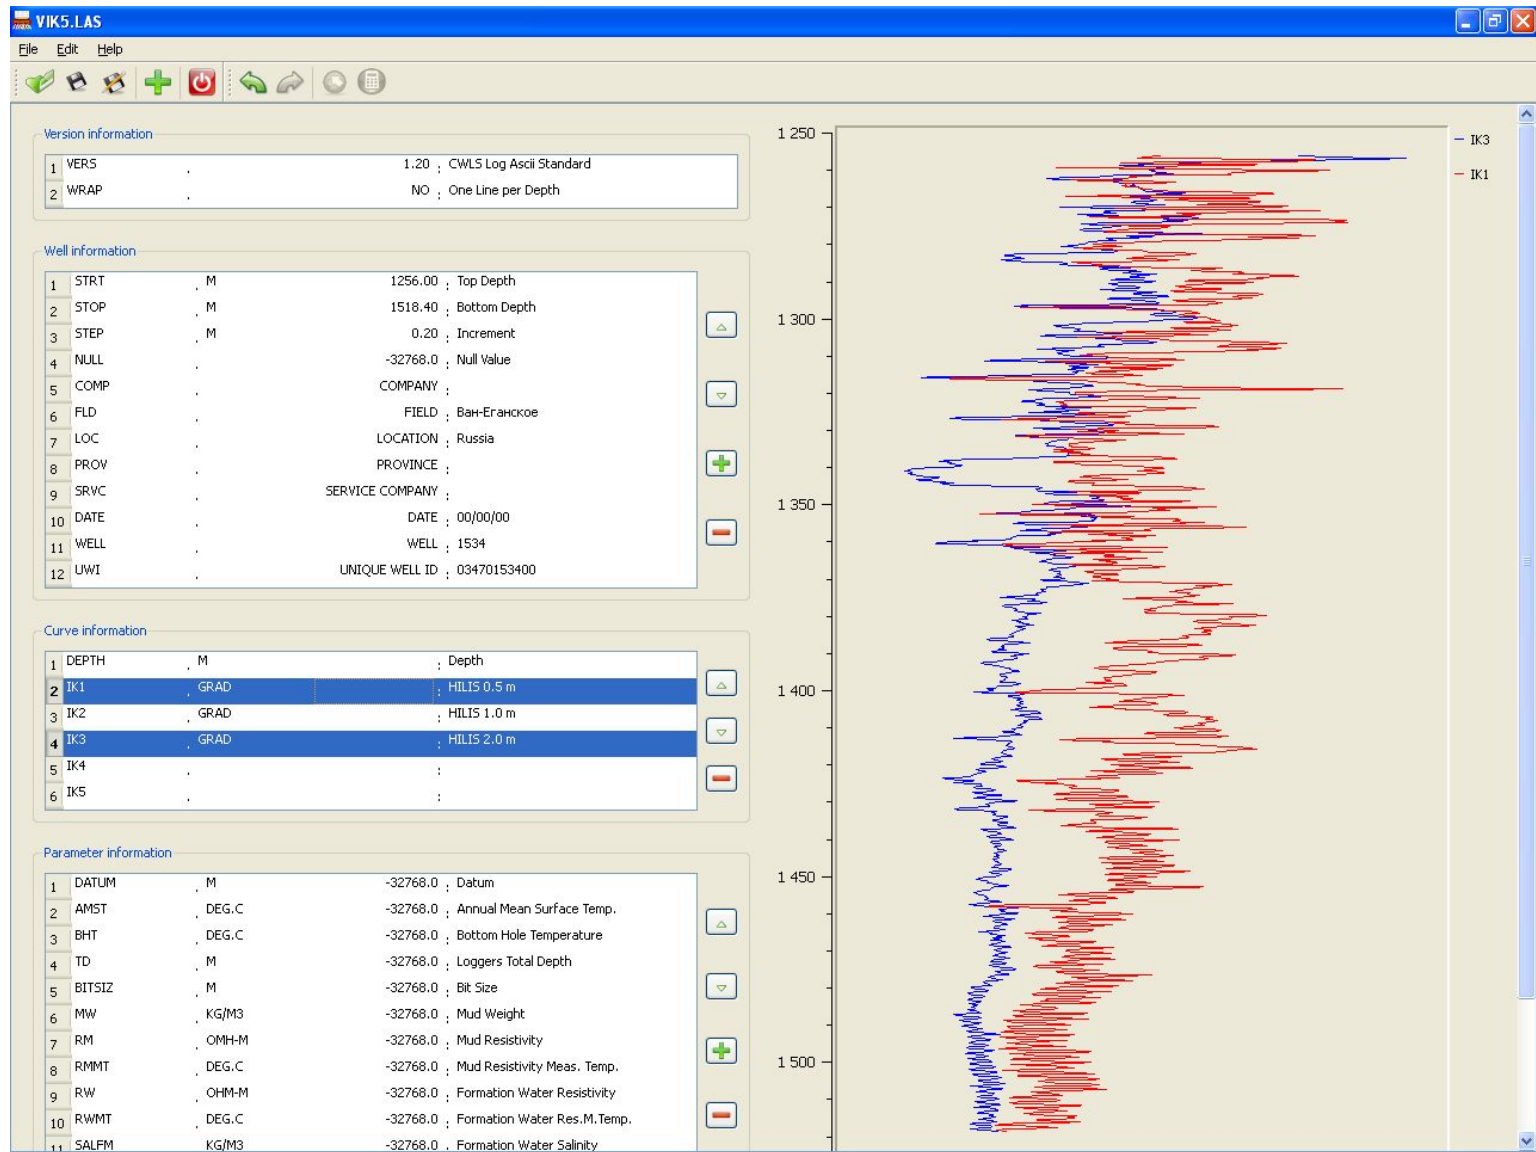 VIK5.LAS
File Edit Help
Version information
1 VERS . 1.20 : CWLS Log Ascii Standard
2 WRAP . NO : One Line per Depth
Well information
1 STRT . M 1256.00 : Top Depth
2 STOP . M 1518.40 : Bottom Depth
3 STEP . M 0.20 : Increment
4 NULL . -32768.0 : Null Value
5 COMP . COMPANY :
6 FLD . FIELD : Ван-Еганское
7 LOC . LOCATION : Russia
8 PROV . PROVINCE :
9 SRVC . SERVICE COMPANY :
10 DATE . DATE : 00/00/00
11 WELL . WELL : 1534
12 UWI . UNIQUE WELL ID : 03470153400
Curve information
1 DEPTH . M : Depth
2 IK1 . GRAD : HILIS 0.5 m
3 IK2 . GRAD : HILIS 1.0 m
4 IK3 . GRAD : HILIS 2.0 m
5 IK4 . :
6 IK5 . :
Parameter information
1 DATUM . M -32768.0 : Datum
2 AMST . DEG.C -32768.0 : Annual Mean Surface Temp.
3 BHT . DEG.C -32768.0 : Bottom Hole Temperature
4 TD . M -32768.0 : Loggers Total Depth
5 BITSIZ . M -32768.0 : Bit Size
6 MW . KG/M3 -32768.0 : Mud Weight
7 RM . OMH-M -32768.0 : Mud Resistivity
8 RMMT . DEG.C -32768.0 : Mud Resistivity Meas. Temp.
9 RW . OHM-M -32768.0 : Formation Water Resistivity
10 RWMT . DEG.C -32768.0 : Formation Water Res.M.Temp.
11 SALFM . KG/M3 -32768.0 : Formation Water Salinity
1 250
1 300
1 350
1 400
1 450
1 500
IK3
IK1